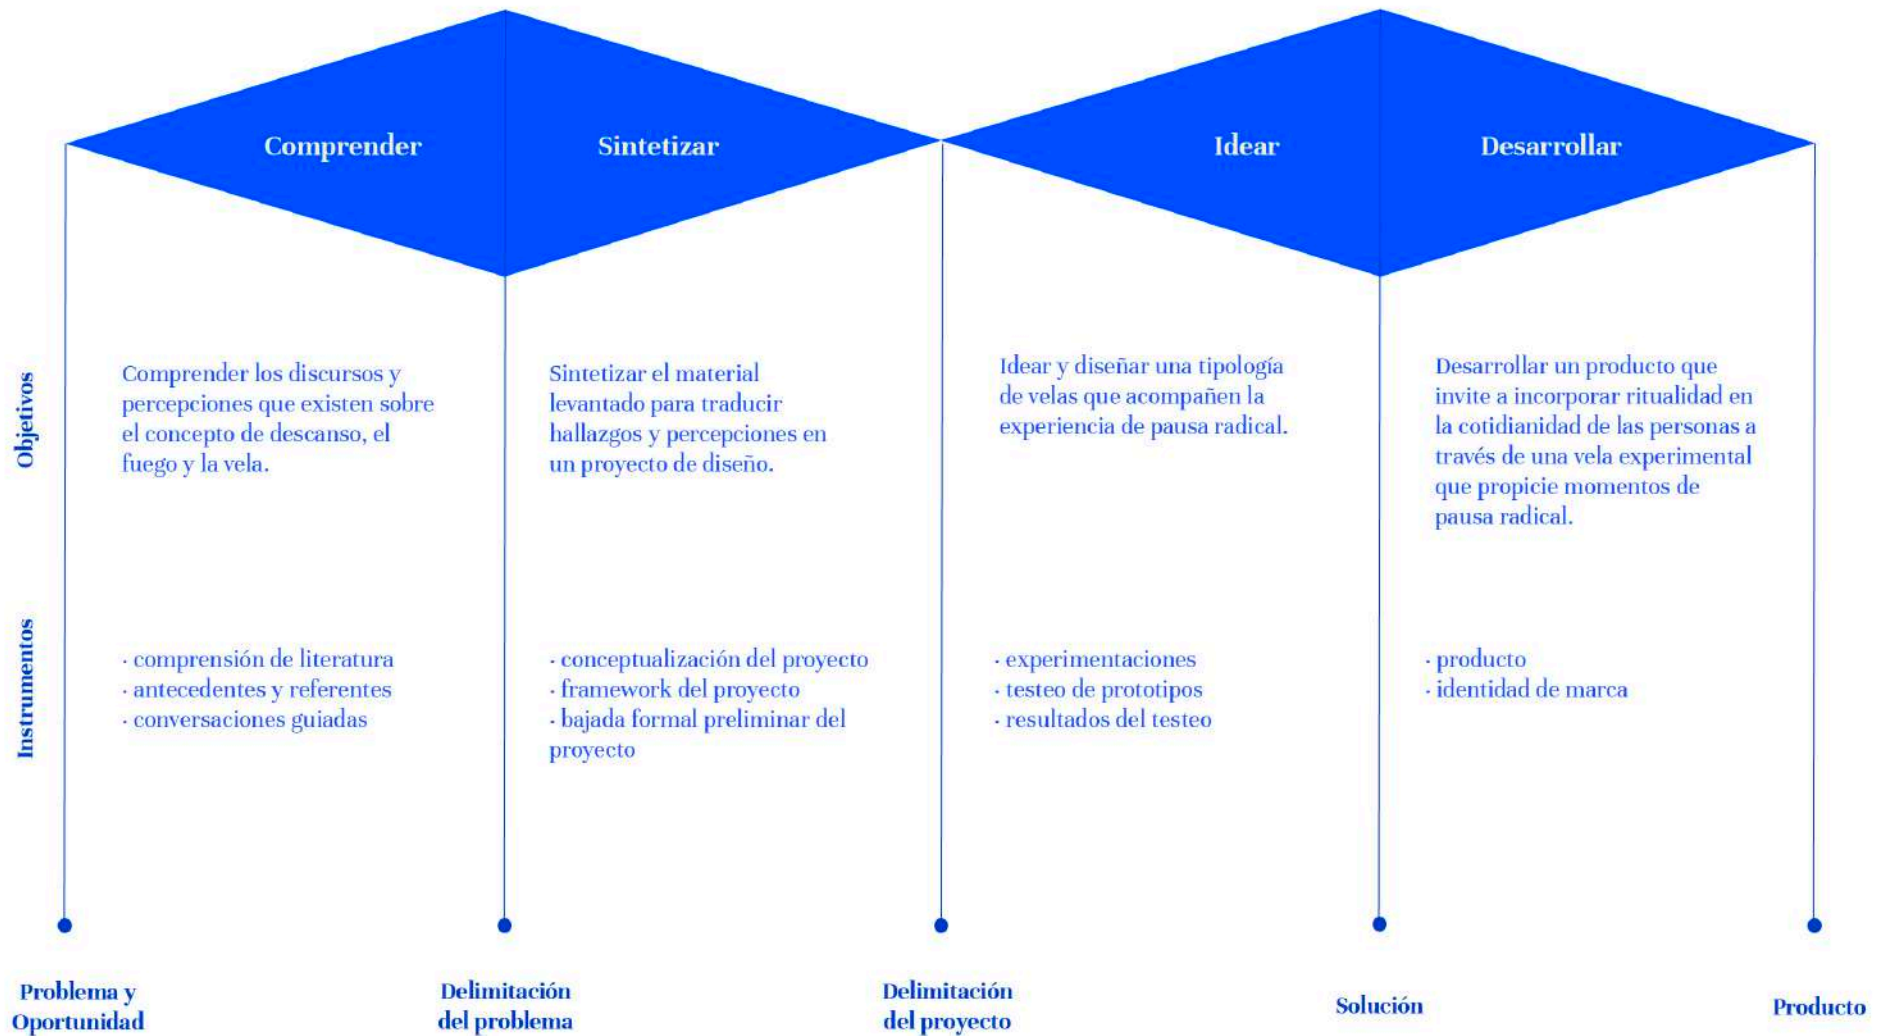 Comprender
Sintetizar
Idear
Desarrollar
Objetivos
Comprender los discursos y
percepciones que existen sobre
el concepto de descanso, el
fuego y la vela.
Sintetizar el material
levantado para traducir
hallazgos y percepciones en
un proyecto de diseño.
Idear y diseñar una tipología
de velas que acompañen la
experiencia de pausa radical.
Desarrollar un producto que
invite a incorporar ritualidad en
la cotidianidad de las personas a
través de una vela experimental
que propicie momentos de
pausa radical.
Instrumentos
· comprensión de literatura
· antecedentes y referentes
· conversaciones guiadas
· conceptualización del proyecto
· framework del proyecto
· bajada formal preliminar del
proyecto
· experimentaciones
· testeo de prototipos
· resultados del testeo
· producto
· identidad de marca
Problema y
Oportunidad
Delimitación
del problema
Delimitación
del proyecto
Solución
Producto